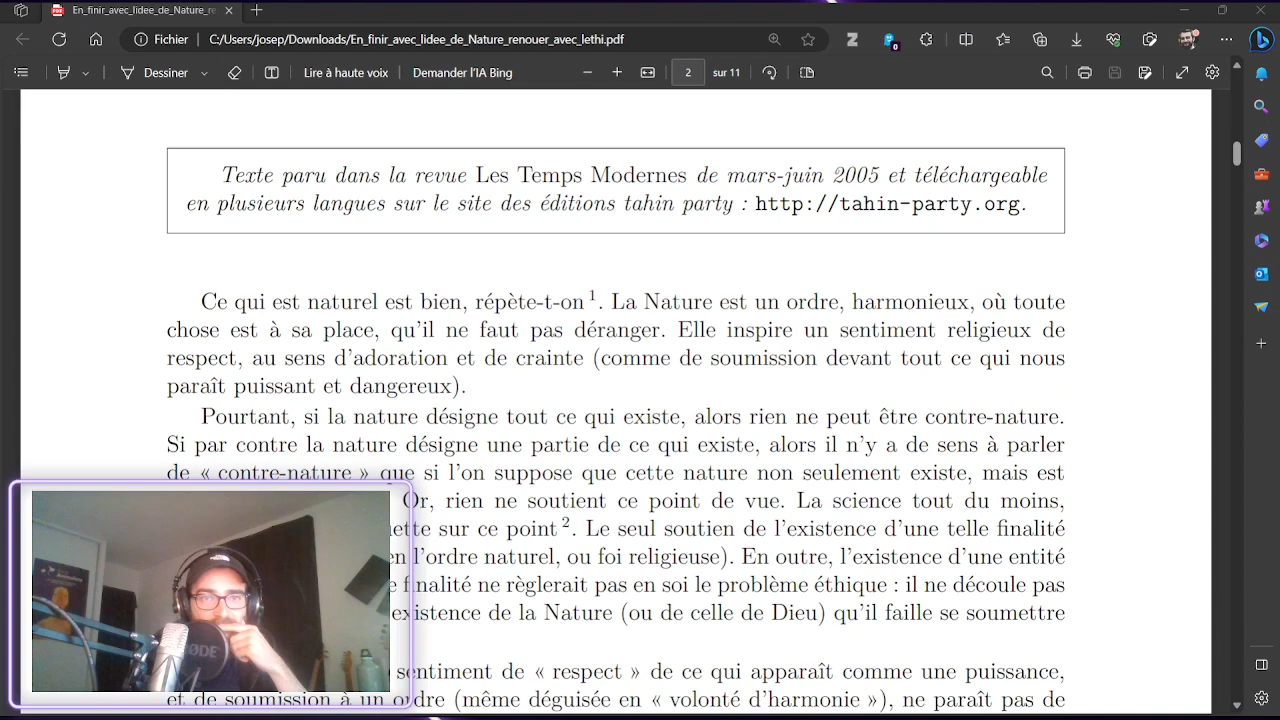 En_finir_avec_lidee_de_Nature_re
Fichier C:/Users/josep/Downloads/En_finir_avec_lidee_de_Nature_renouer_avec_lethi.pdf
0
Dessiner Lire à haute voix Demander l'IA Bing 2 sur 11
Texte paru dans la revue Les Temps Modernes de mars-juin 2005 et téléchargeable
en plusieurs langues sur le site des éditions tahin party : http://tahin-party.org.
Ce qui est naturel est bien, répète-t-on 1. La Nature est un ordre, harmonieux, où toute
chose est à sa place, qu'il ne faut pas déranger. Elle inspire un sentiment religieux de
respect, au sens d'adoration et de crainte (comme de soumission devant tout ce qui nous
paraît puissant et dangereux).
Pourtant, si la nature désigne tout ce qui existe, alors rien ne peut être contre-nature.
Si par contre la nature désigne une partie de ce qui existe, alors il n'y a de sens à parler
de « contre-nature » que si l'on suppose que cette nature non seulement existe, mais est
Or, rien ne soutient ce point de vue. La science tout du moins,
ette sur ce point 2. Le seul soutien de l'existence d'une telle finalité
en l'ordre naturel, ou foi religieuse). En outre, l'existence d'une entité
e finalité ne règlerait pas en soi le problème éthique : il ne découle pas
existence de la Nature (ou de celle de Dieu) qu'il faille se soumettre
sentiment de « respect » de ce qui apparaît comme une puissance,
et de soumission à un ordre (même déguisée en « volonté d'harmonie »), ne paraît pas de